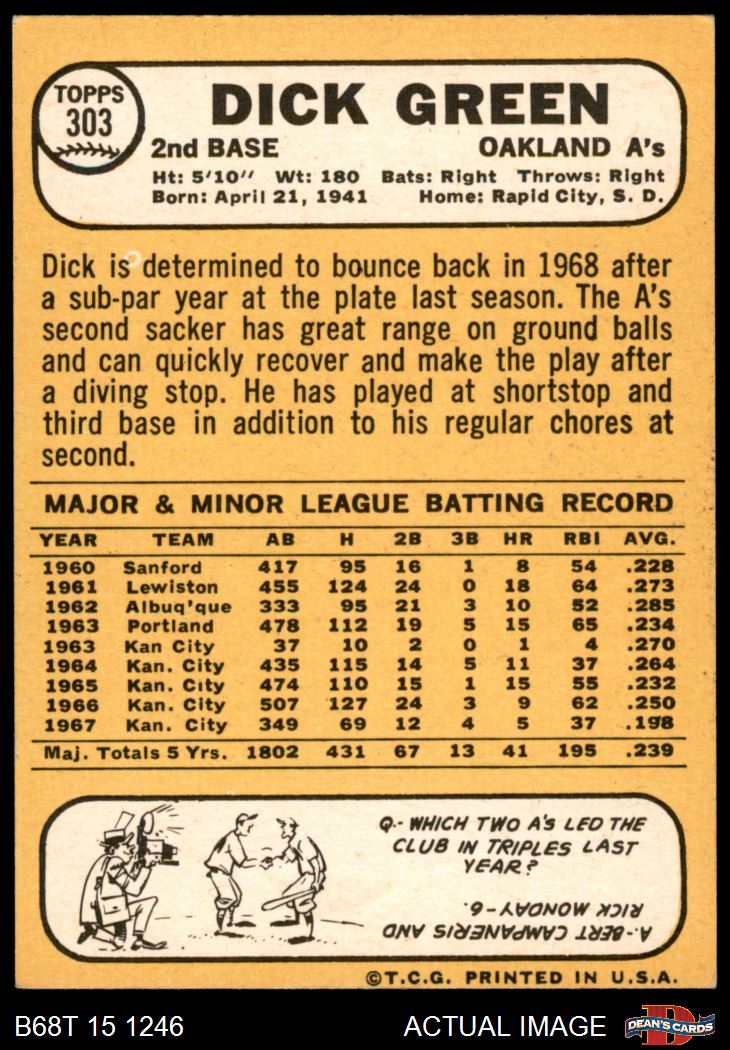 TOPPS
303
DICK GREEN
2nd BASE OAKLAND A's
Ht: 5'10" Wt: 180 Bats: Right Throws: Right
Born: April 21, 1941 Home: Rapid City, S. D.
Dick is determined to bounce back in 1968 after
a sub-par year at the plate last season. The A's
second sacker has great range on ground balls
and can quickly recover and make the play after
a diving stop. He has played at shortstop and
third base in addition to his regular chores at
second.
MAJOR & MINOR LEAGUE BATTING RECORD
YEAR TEAM AB H 2B 3B HR RBI AVG.
1960 Sanford 417 95 16 1 8 54 .228
1961 Lewiston 455 124 24 0 18 64 .273
1962 Albuq'que 333 95 21 3 10 52 .285
1963 Portland 478 112 19 5 15 65 .234
1963 Kan City 37 10 2 0 1 4 .270
1964 Kan. City 435 115 14 5 11 37 .264
1965 Kan. City 474 110 15 1 15 55 .232
1966 Kan. City 507 127 24 3 9 62 .250
1967 Kan. City 349 69 12 4 5 37 .198
Maj. Totals 5 Yrs. 1802 431 67 13 41 195 .239
Q.- WHICH TWO A'S LED THE
CLUB IN TRIPLES LAST
YEAR?
A.- BERT CAMPANERIS AND
RICK MONDAY - 6.
©T.C.G. PRINTED IN U.S.A.
B68T 15 1246 ACTUAL IMAGE
D
DEAN'S CARDS